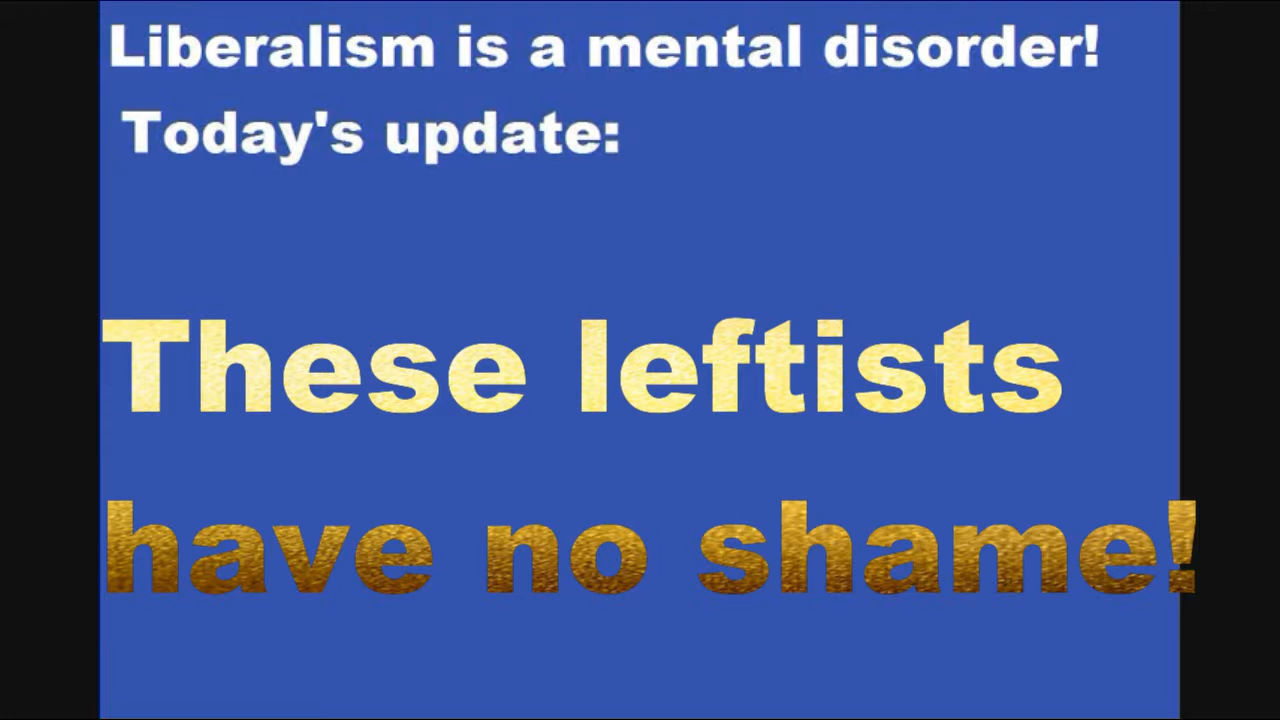 Liberalism is a mental disorder!
Today's update:
These leftists
have no shame!